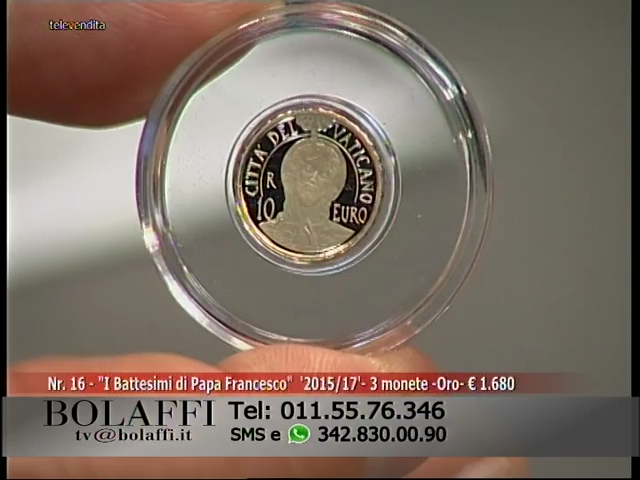 televendita
CITTA' DEL VATICANO
R
10 EURO
Nr. 16 - "I Battesimi di Papa Francesco" '2015/17'- 3 monete -Oro- € 1.680
BOLAFFI Tel: 011.55.76.346
tv@bolaffi.it SMS e 342.830.00.90